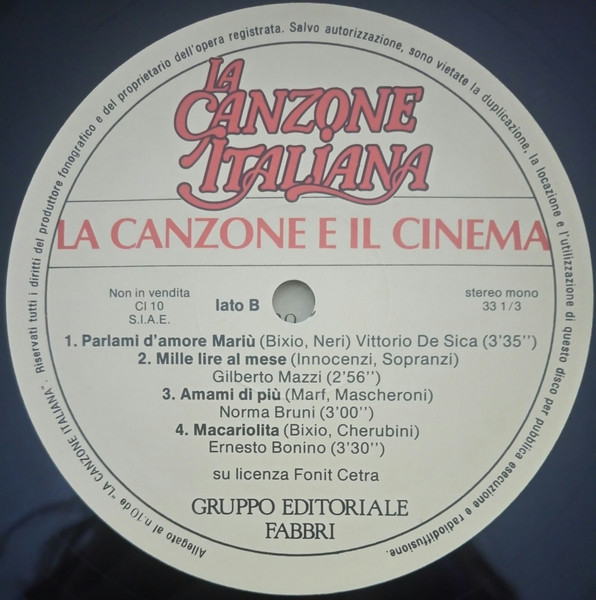 LA
CANZONE
ITALIANA
LA CANZONE E IL CINEMA
Non in vendita
CI 10
S.I.A.E.
lato B
stereo mono
33 1/3
1. Parlami d'amore Mariù (Bixio, Neri) Vittorio De Sica (3'35'')
2. Mille lire al mese (Innocenzi, Sopranzi)
Gilberto Mazzi (2'56'')
3. Amami di più (Marf, Mascheroni)
Norma Bruni (3'00'')
4. Macariolita (Bixio, Cherubini)
Ernesto Bonino (3'30'')
su licenza Fonit Cetra
GRUPPO EDITORIALE
FABBRI
Allegato al n. 10 de "LA CANZONE ITALIANA". Riservati tutti i diritti del produttore fonografico e del proprietario dell'opera registrata. Salvo autorizzazione, sono vietate la duplicazione, la locazione e l'utilizzazione di questo disco per pubblica esecuzione e radiodiffusione.